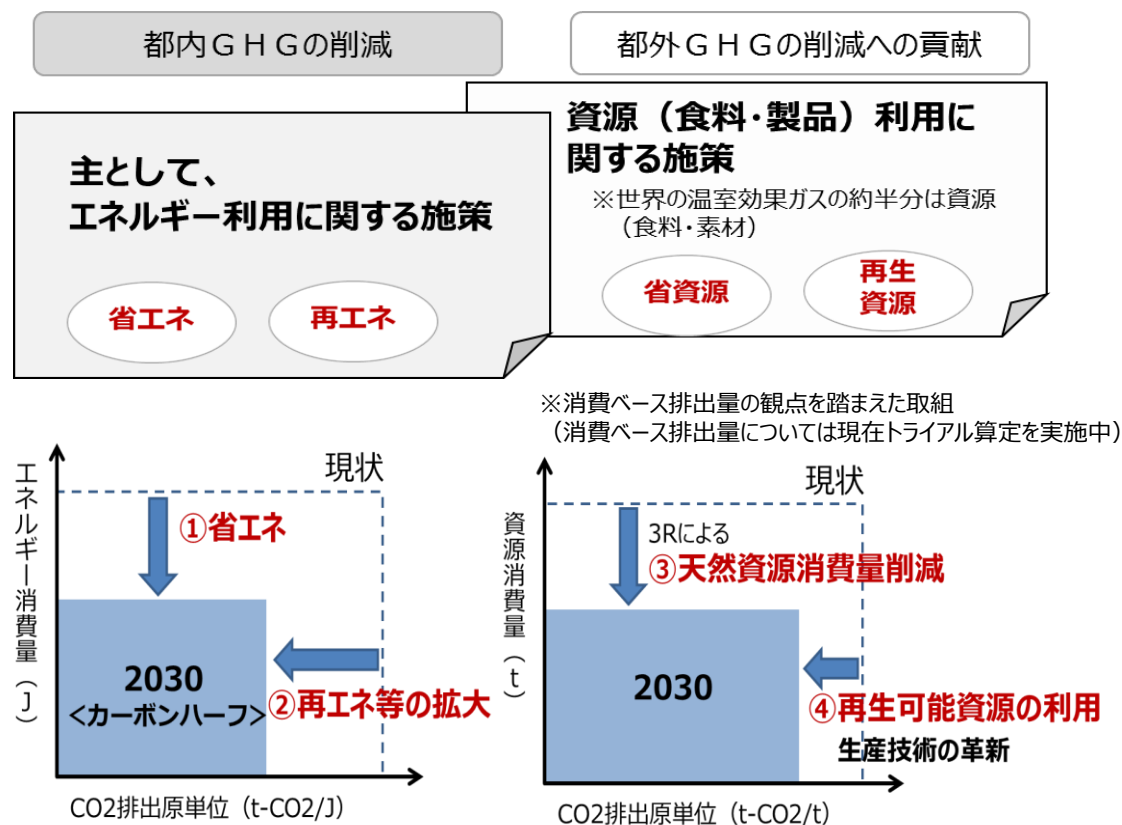 都内ＧＨＧの削減
都外ＧＨＧの削減への貢献
主として、
エネルギー利用に関する施策
省エネ
再エネ
資源（食料・製品）利用に
関する施策
※世界の温室効果ガスの約半分は資源
（食料・素材）
省資源
再生
資源
※消費ベース排出量の観点を踏まえた取組
（消費ベース排出量については現在トライアル算定を実施中）
エネルギー消費量（J）
現状
①省エネ
2030
<カーボンハーフ>
②再エネ等の拡大
CO2排出原単位（t-CO2/J）
資源消費量（t）
現状
3Rによる
③天然資源消費量削減
2030
④再生可能資源の利用
生産技術の革新
CO2排出原単位（t-CO2/t）